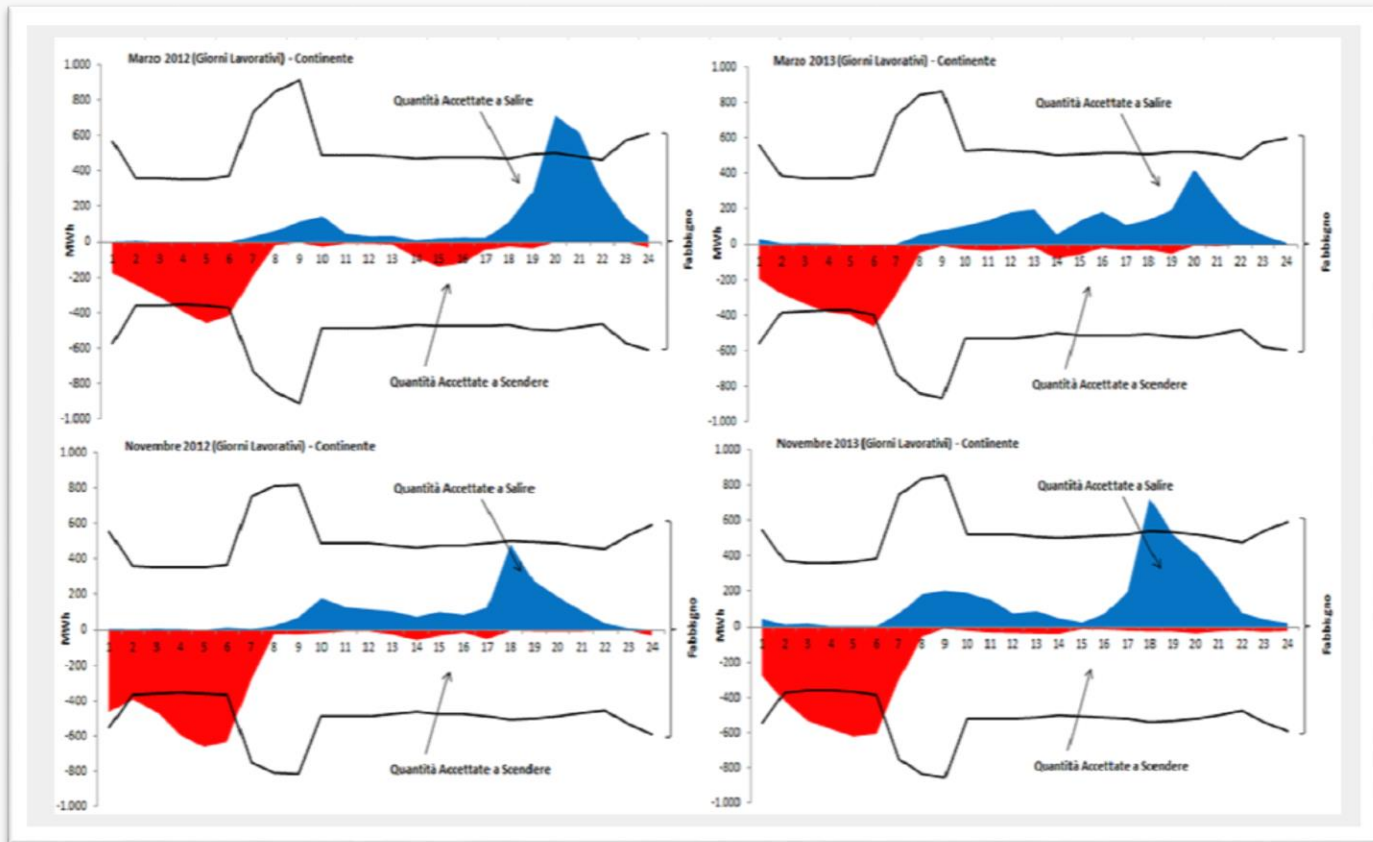 Marzo 2012 (Giorni Lavorativi) - Continente
1.000
800
600
400
200
0
-200
-400
-600
-800
-1.000
MWh
Quantità Accettate a Salire
1 2 3 4 5 6 7 8 9 10 11 12 13 14 15 16 17 18 19 20 21 22 23 24
Quantità Accettate a Scendere
Fabbisgno
Marzo 2013 (Giorni Lavorativi) - Continente
1.000
800
600
400
200
0
-200
-400
-600
-800
-1.000
MWh
Quantità Accettate a Salire
1 2 3 4 5 6 7 8 9 10 11 12 13 14 15 16 17 18 19 20 21 22 23 24
Quantità Accettate a Scendere
Fabbisgno
Novembre 2012 (Giorni Lavorativi) - Continente
1.000
800
600
400
200
0
-200
-400
-600
-800
-1.000
MWh
Quantità Accettate a Salire
1 2 3 4 5 6 7 8 9 10 11 12 13 14 15 16 17 18 19 20 21 22 23 24
Quantità Accettate a Scendere
Fabbisgno
Novembre 2013 (Giorni Lavorativi) - Continente
1.000
800
600
400
200
0
-200
-400
-600
-800
-1.000
MWh
Quantità Accettate a Salire
1 2 3 4 5 6 7 8 9 10 11 12 13 14 15 16 17 18 19 20 21 22 23 24
Quantità Accettate a Scendere
Fabbisgno